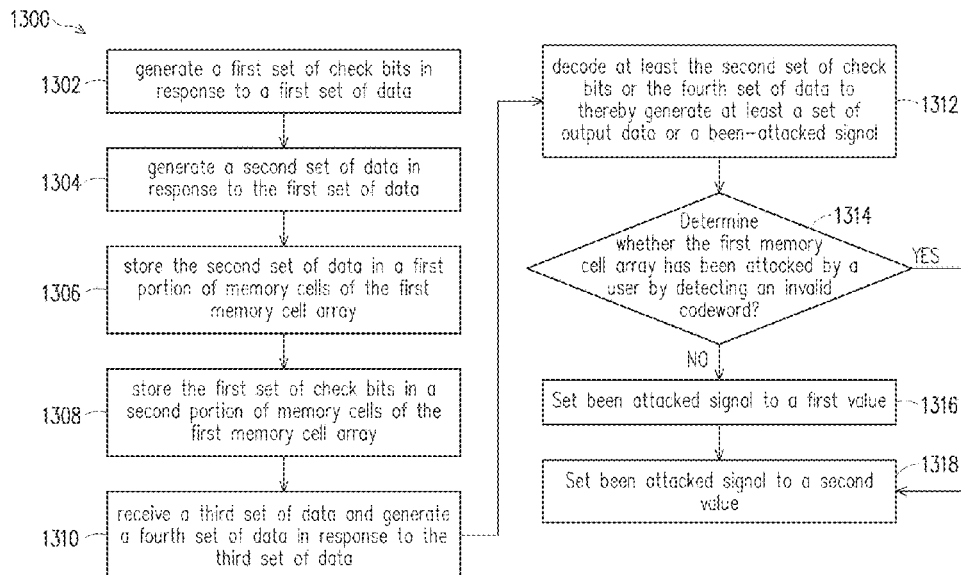 1300
1302
generate a first set of check bits in
response to a first set of data
1304
generate a second set of data in
response to the first set of data
1306
store the second set of data in a first
portion of memory cells of the first
memory cell array
1308
store the first set of check bits in a
second portion of memory cells of the
first memory cell array
1310
receive a third set of data and generate
a fourth set of data in response to the
third set of data
decode at least the second set of check
bits or the fourth set of data to
thereby generate at least a set of
output data or a been-attacked signal
1312
1314
Determine
whether the first memory
cell array has been attacked by a
user by detecting an invalid
codeword?
YES
NO
Set been attacked signal to a first value
1316
1318
Set been attacked signal to a second
value